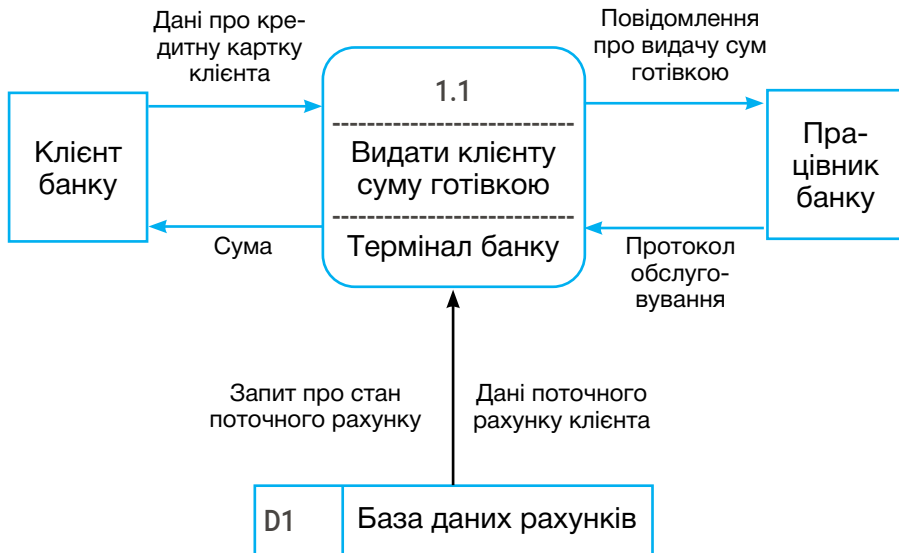 Дані про кре-
дитну картку
клієнта
Повідомлення
про видачу сум
готівкою
1.1
Клієнт
банку
Видати клієнту
суму готівкою
Пра-
цівник
банку
Сума
Термінал банку
Протокол
обслуго-
вування
Запит про стан
поточного рахунку
Дані поточного
рахунку клієнта
D1
База даних рахунків